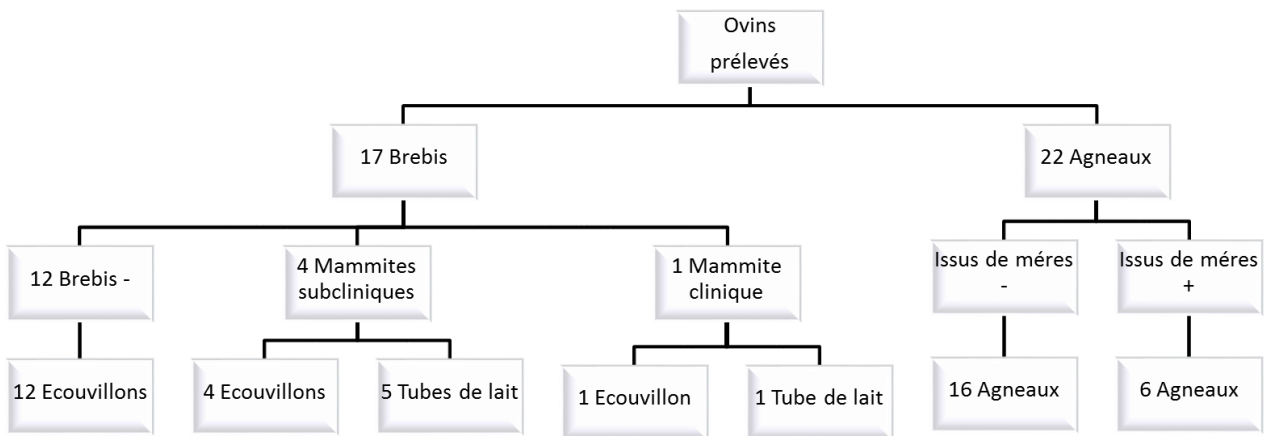 Ovins
prélevés
17 Brebis
22 Agneaux
12 Brebis -
4 Mammites
subcliniques
1 Mammite
clinique
Issus de méres
-
Issus de méres
+
12 Ecouvillons
4 Ecouvillons
5 Tubes de lait
1 Ecouvillon
1 Tube de lait
16 Agneaux
6 Agneaux